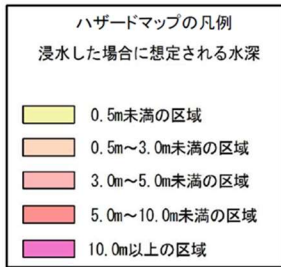 ハザードマップの凡例
浸水した場合に想定される水深
0.5m未満の区域
0.5m～3.0m未満の区域
3.0m～5.0m未満の区域
5.0m～10.0m未満の区域
10.0m以上の区域